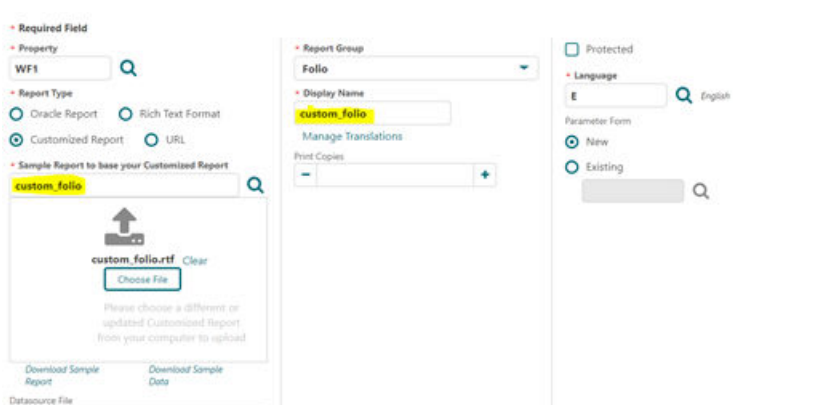 * Required Field
* Property
WF1
* Report Type
Oracle Report
Rich Text Format
Customized Report
URL
* Sample Report to base your Customized Report
custom_folio
custom_folio.rtf Clear
Choose File
Please choose a different or
updated Customized Report
from your computer to upload
Download Sample
Report
Download Sample
Data
Datasource File
* Report Group
Folio
* Display Name
custom_folio
Manage Translations
Print Copies
−
+
Protected
* Language
E
English
Parameter Form
New
Existing